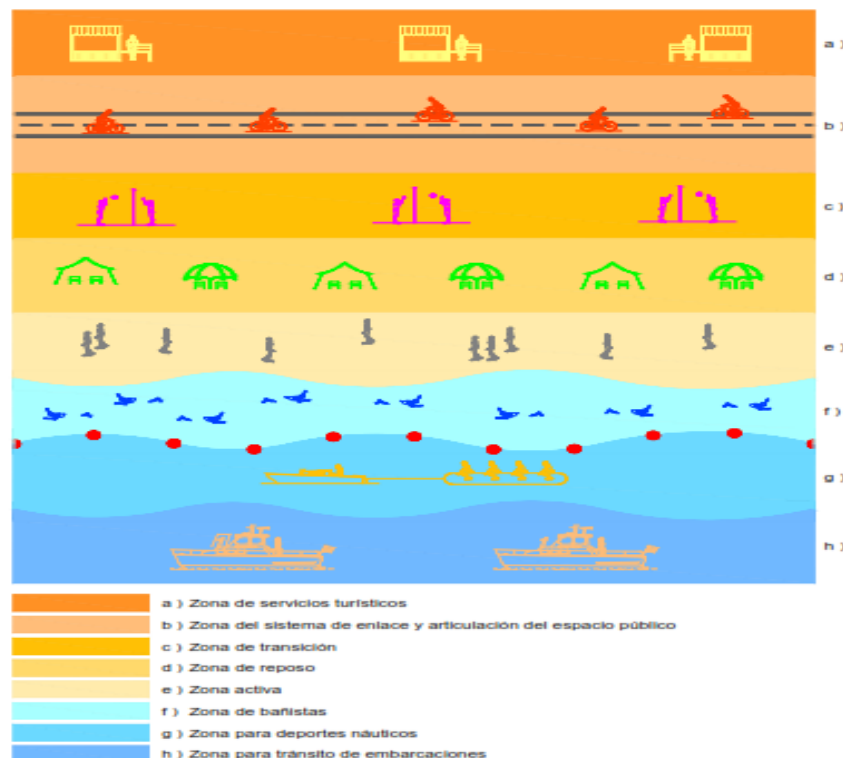 a )
b )
c )
d )
e )
f )
g )
h )
a ) Zona de servicios turísticos
b ) Zona del sistema de enlace y articulación del espacio público
c ) Zona de transición
d ) Zona de reposo
e ) Zona activa
f ) Zona de bañistas
g ) Zona para deportes náuticos
h ) Zona para tránsito de embarcaciones